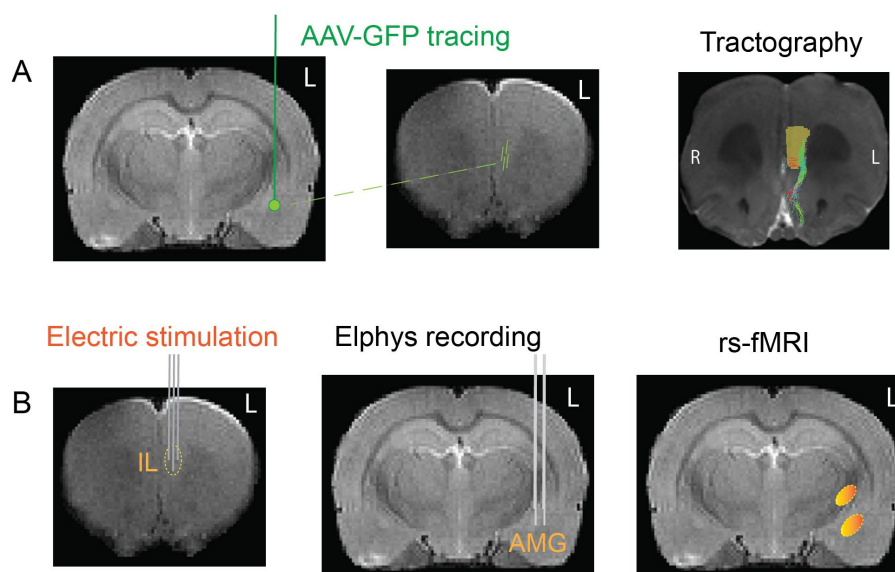 AAV-GFP tracing
Tractography
A
L
L
R
L
Electric stimulation
Elphys recording
rs-fMRI
B
L
L
L
IL
AMG